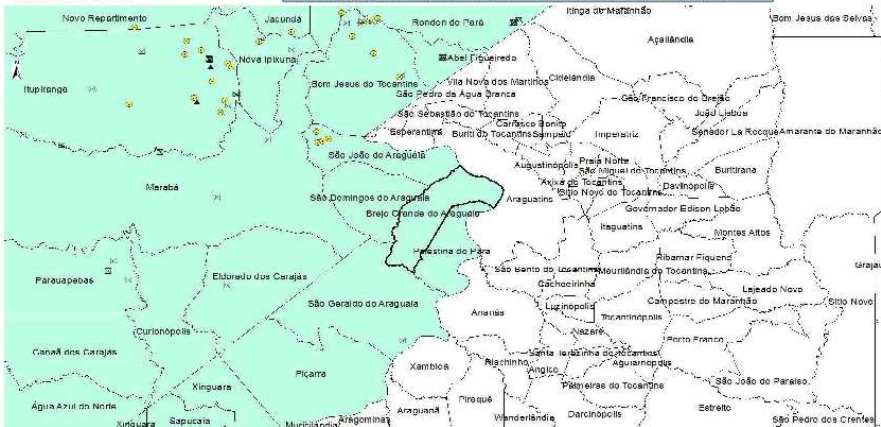 Novo Repartimento
Jacundá
Rondon do Pará
Itinga do Maranhão
Bom Jesus das Selvas
Açailândia
Abel Figueiredo
Nova Ipixuna
Itupiranga
Bom Jesus do Tocantins
Vila Nova dos Martírios
Cidelândia
São Pedro da Água Branca
São Francisco do Brejão
São Sebastião do Tocantins
João Lisboa
Carrasco Bonito
Esperantina
Buriti do Tocantins
Sampaio
Imperatriz
Senador La Rocque
Amarante do Maranhão
São João do Araguaia
Augustinópolis
Praia Norte
São Miguel do Tocantins
Buritirana
Marabá
Axixá do Tocantins
Davinópolis
São Domingos do Araguaia
Araguatins
Sítio Novo do Tocantins
Brejo Grande do Araguaia
Governador Edison Lobão
Itaguatins
Montes Altos
Palestina do Pará
Ribamar Fiquene
Grajaú
São Bento do Tocantins
Maurilândia do Tocantins
Parauapebas
Eldorado dos Carajás
Cachoeirinha
Lajeado Novo
São Geraldo do Araguaia
Luzinópolis
Campestre do Maranhão
Sítio Novo
Ananás
Tocantinópolis
Curionópolis
Nazaré
Porto Franco
Canaã dos Carajás
Santa Terezinha do Tocantins
Xambioá
Riachinho
Aguiarnópolis
Angico
Piçarra
Xinguara
São João do Paraíso
Palmeiras do Tocantins
Piraquê
Água Azul do Norte
Araguanã
Estreito
Xinguara
Sapucaia
Muricilândia
Aragominas
Wanderlândia
Darcinópolis
São Pedro dos Crentes